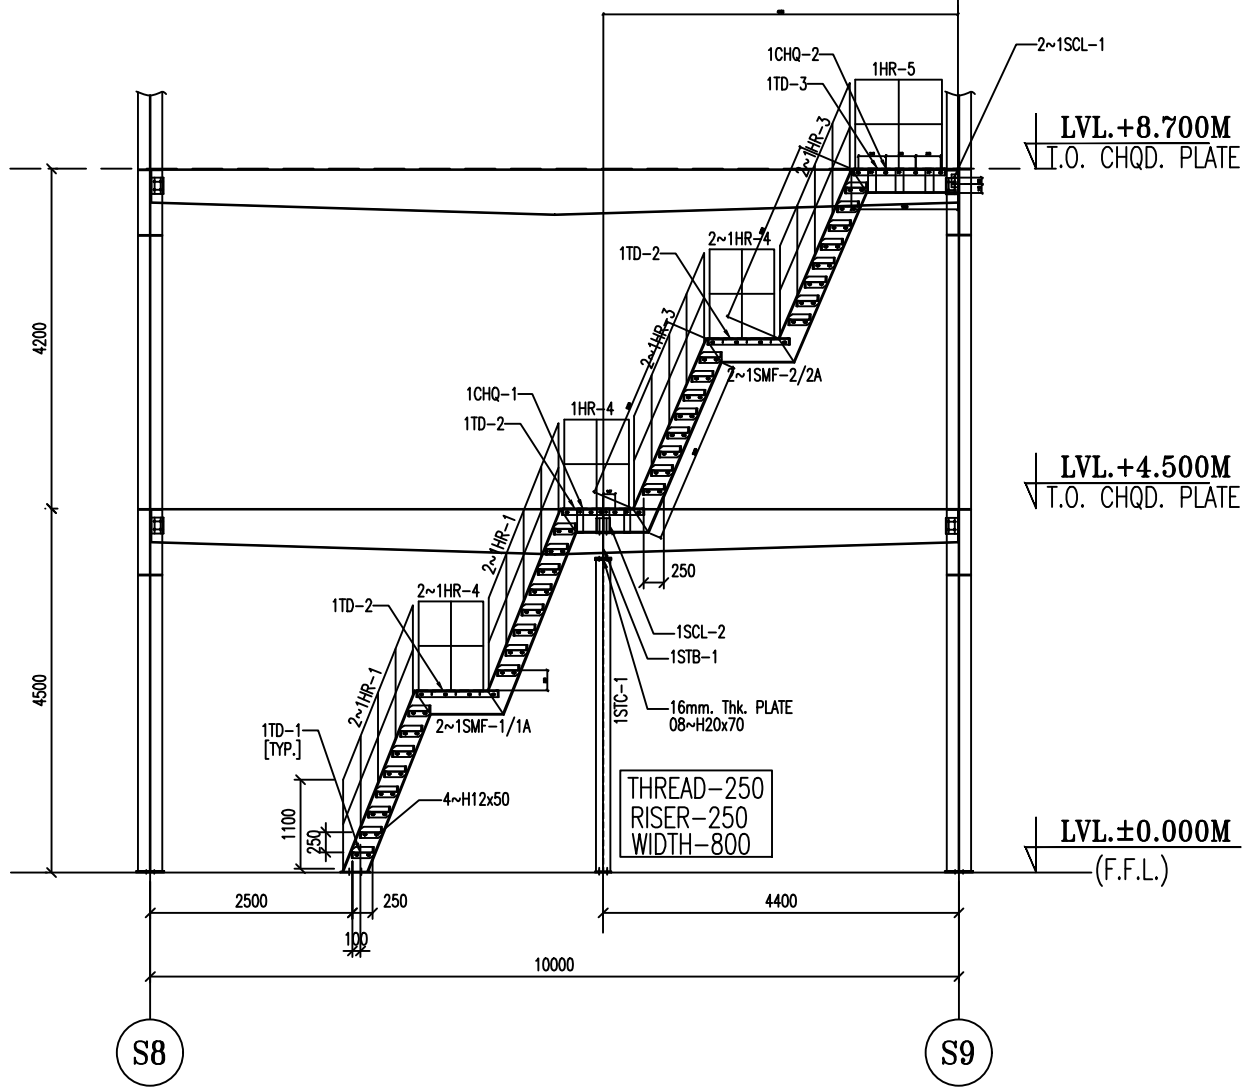 2~1SCL-1
1CHQ-2
1HR-5
1TD-3
LVL.+8.700M
T.O. CHQD. PLATE
2~1HR-3
2~1HR-4
1TD-2
4200
2~1HR-3
2~1SMF-2/2A
1CHQ-1
1HR-4
1TD-2
LVL.+4.500M
T.O. CHQD. PLATE
2~1HR-1
250
2~1HR-4
1TD-2
1SCL-2
1STB-1
4500
2~1HR-1
1STC-1
16mm. Thk. PLATE
08~H20x70
2~1SMF-1/1A
1TD-1
[TYP.]
THREAD-250
RISER-250
WIDTH-800
4~H12x50
1100
250
LVL.±0.000M
(F.F.L.)
2500
250
4400
100
10000
S8
S9